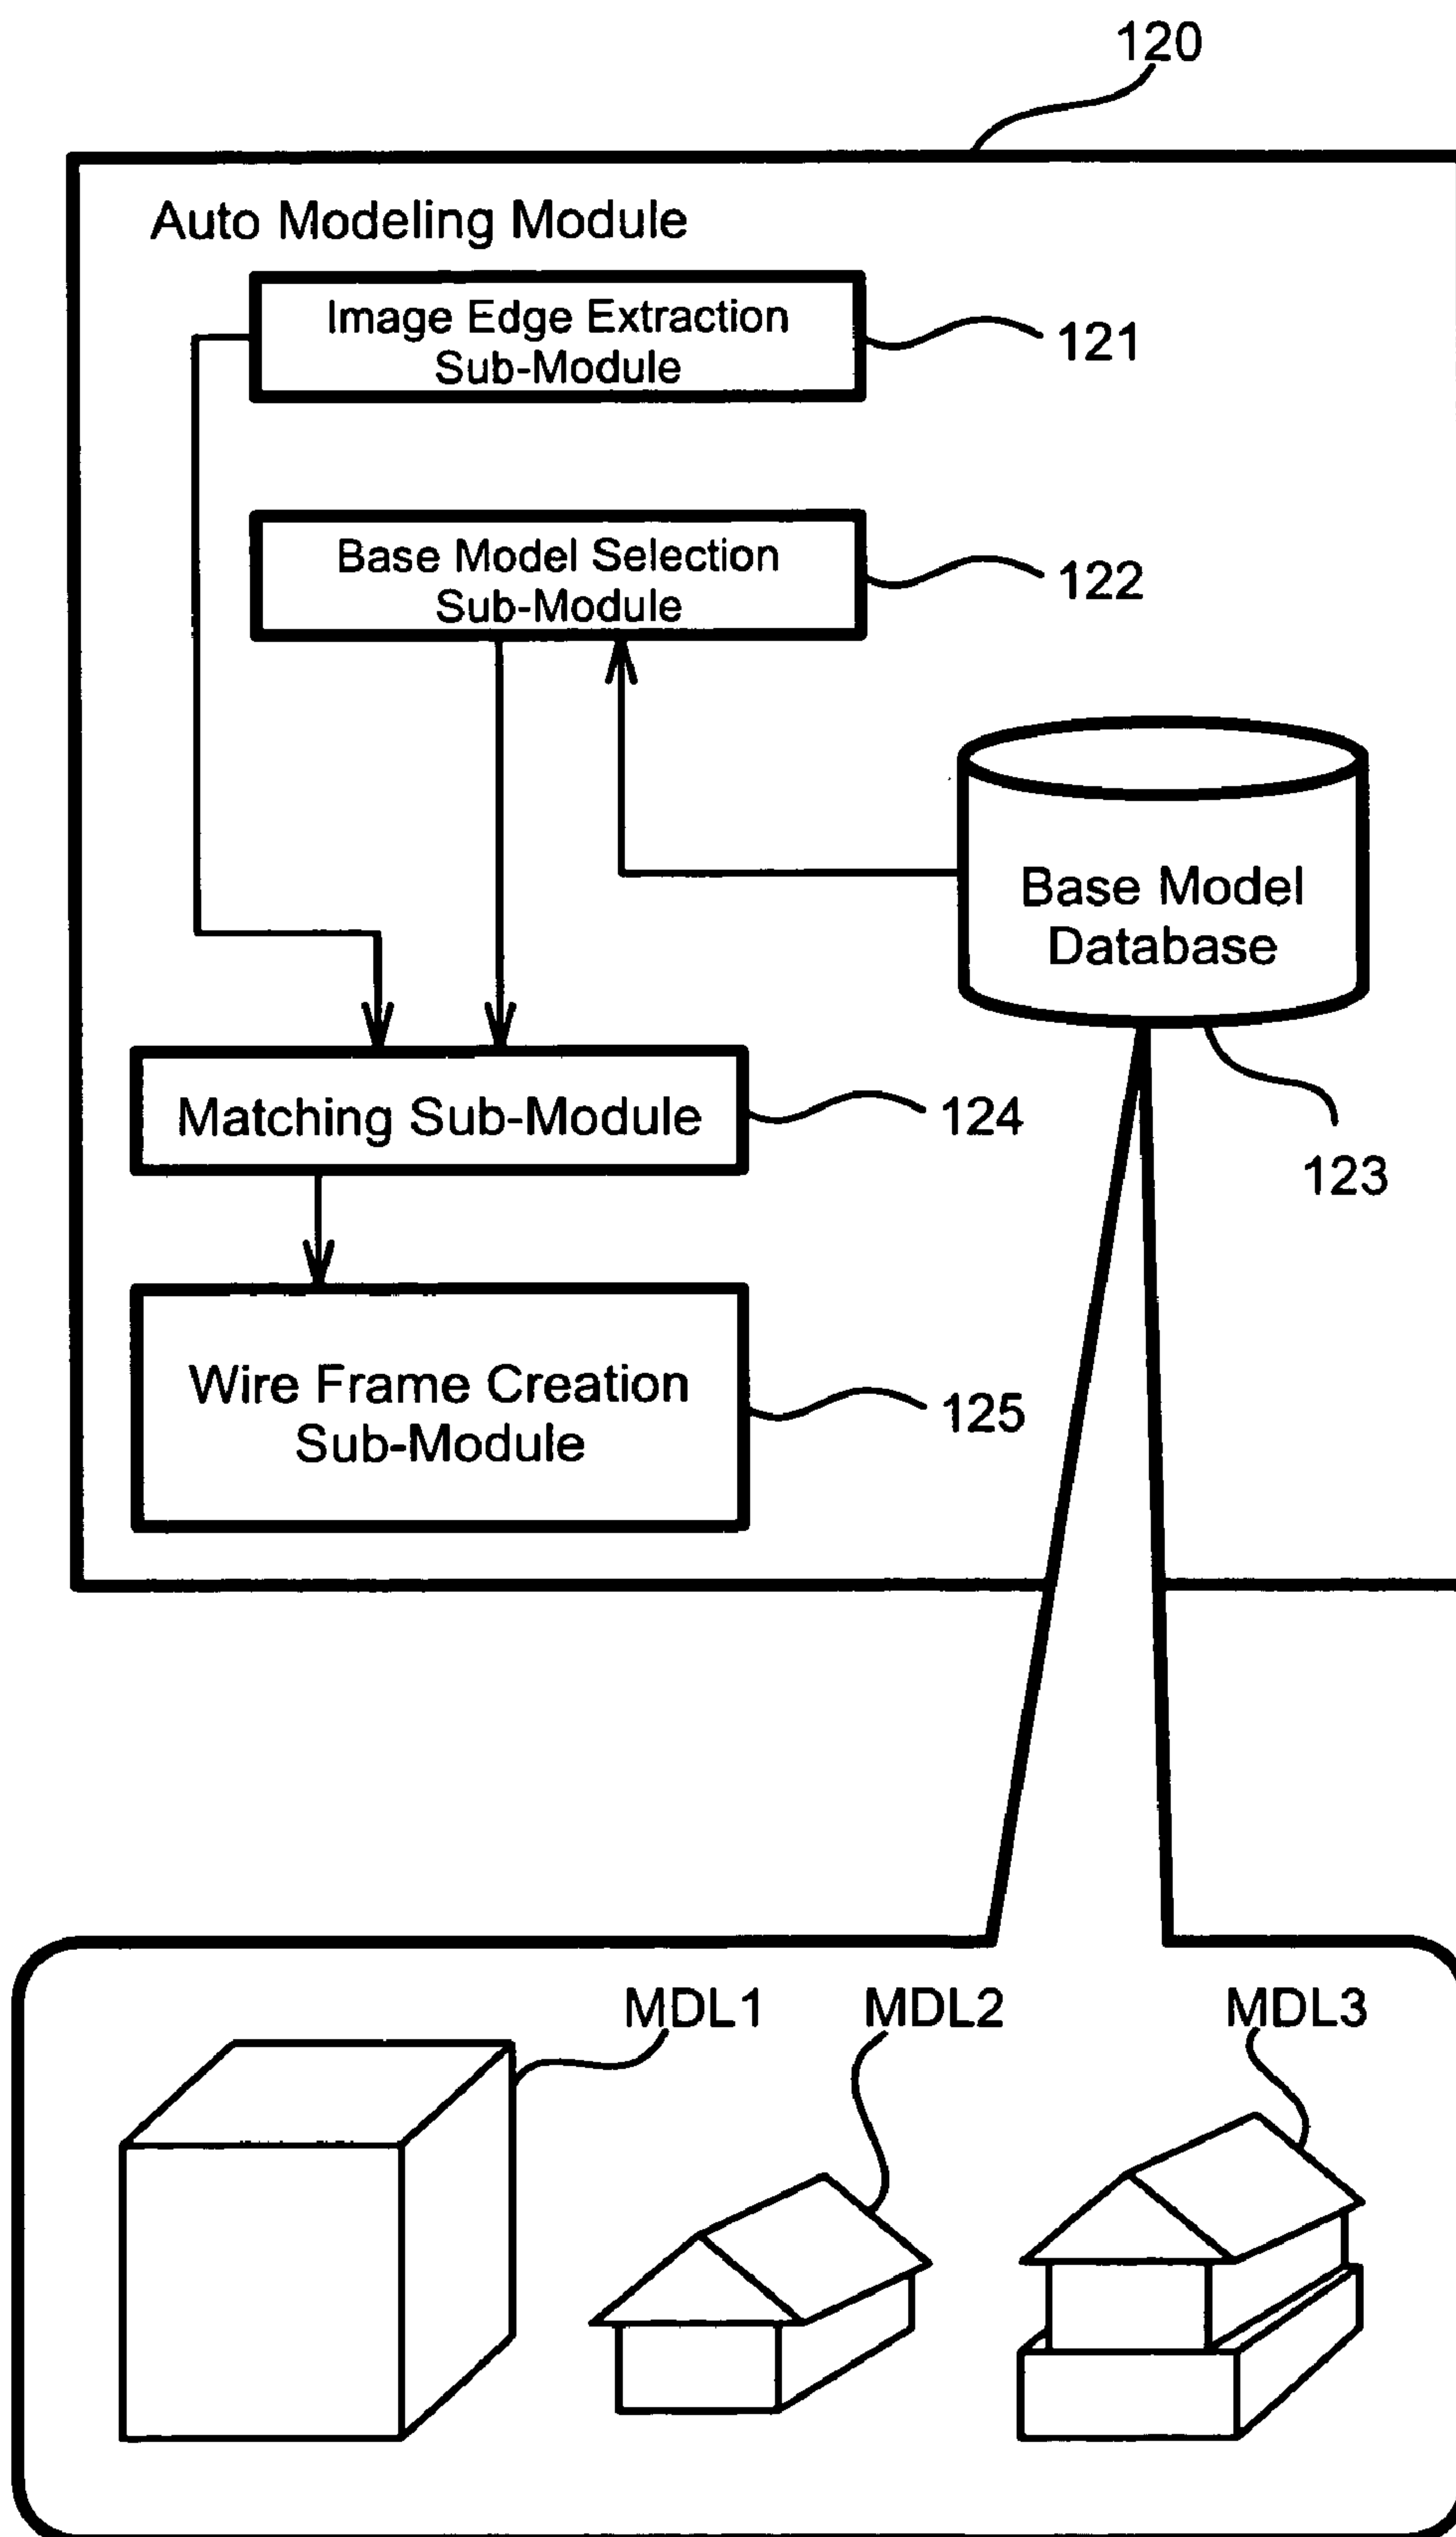 120
Auto Modeling Module
Image Edge Extraction
Sub-Module
121
Base Model Selection
Sub-Module
122
Base Model
Database
123
Matching Sub-Module
124
Wire Frame Creation
Sub-Module
125
MDL1
MDL2
MDL3